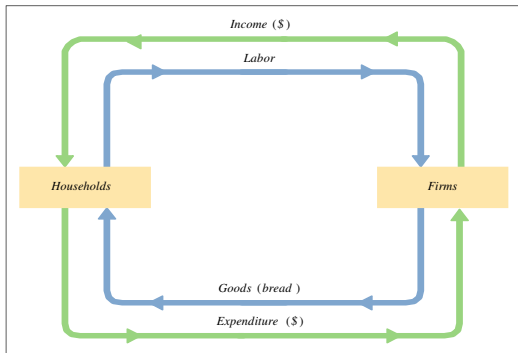 Income ($)
Labor
Households
Firms
Goods (bread )
Expenditure ($)